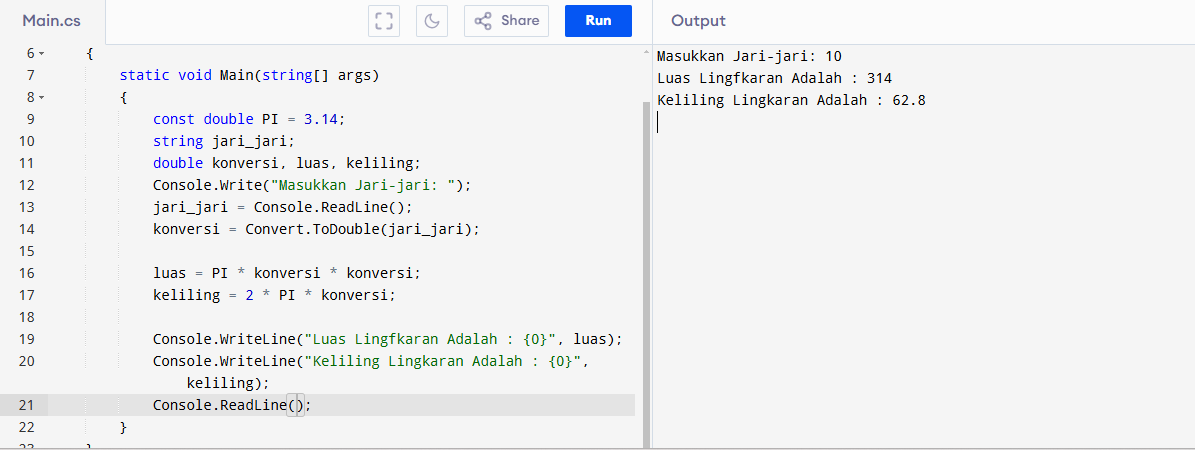 Main.cs Share Run Output
6 {
7 static void Main(string[] args)
8 {
9 const double PI = 3.14;
10 string jari_jari;
11 double konversi, luas, keliling;
12 Console.Write("Masukkan Jari-jari: ");
13 jari_jari = Console.ReadLine();
14 konversi = Convert.ToDouble(jari_jari);
15
16 luas = PI * konversi * konversi;
17 keliling = 2 * PI * konversi;
18
19 Console.WriteLine("Luas Lingfkaran Adalah : {0}", luas);
20 Console.WriteLine("Keliling Lingkaran Adalah : {0}",
keliling);
21 Console.ReadLine();
22 }
Masukkan Jari-jari: 10
Luas Lingfkaran Adalah : 314
Keliling Lingkaran Adalah : 62.8